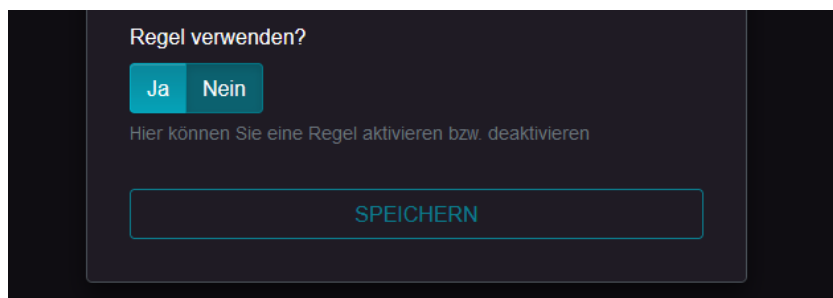 Regel verwenden?
Ja Nein
Hier können Sie eine Regel aktivieren bzw. deaktivieren
SPEICHERN